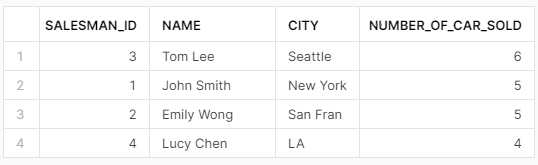 SALESMAN_ID NAME CITY NUMBER_OF_CAR_SOLD
1 3 Tom Lee Seattle 6
2 1 John Smith New York 5
3 2 Emily Wong San Fran 5
4 4 Lucy Chen LA 4